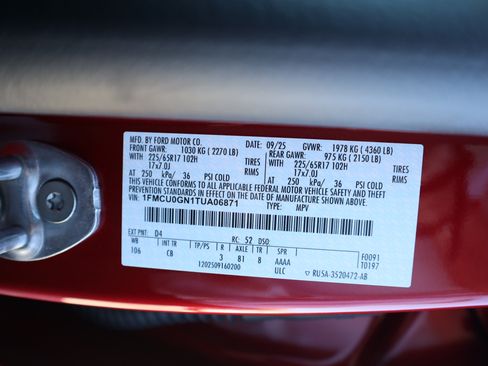 MFD. BY FORD MOTOR CO. 09/25 GVWR: 1978 KG ( 4360 LB)
FRONT GAWR: 1030 KG ( 2270 LB) REAR GAWR: 975 KG ( 2150 LB)
WITH 225/65R17 102H TIRES WITH 225/65R17 102H TIRES
17x7.0J RIMS 17x7.0J RIMS
AT 250 kPa/ 36 PSI COLD AT 250 kPa/ 36 PSI COLD
THIS VEHICLE CONFORMS TO ALL APPLICABLE FEDERAL MOTOR VEHICLE SAFETY AND THEFT
PREVENTION STANDARDS IN EFFECT ON THE DATE OF MANUFACTURE SHOWN ABOVE.
VIN: 1FMCU0GN1TUA06871 TYPE: MPV
EXT PNT: D4 RC: 52 DSO: F0091
WB INT TR TP/PS R AXLE TR SPR T0197
106 CB 3 81 8 AAAA
1202509160200 ULC RUSA-3520472-AB